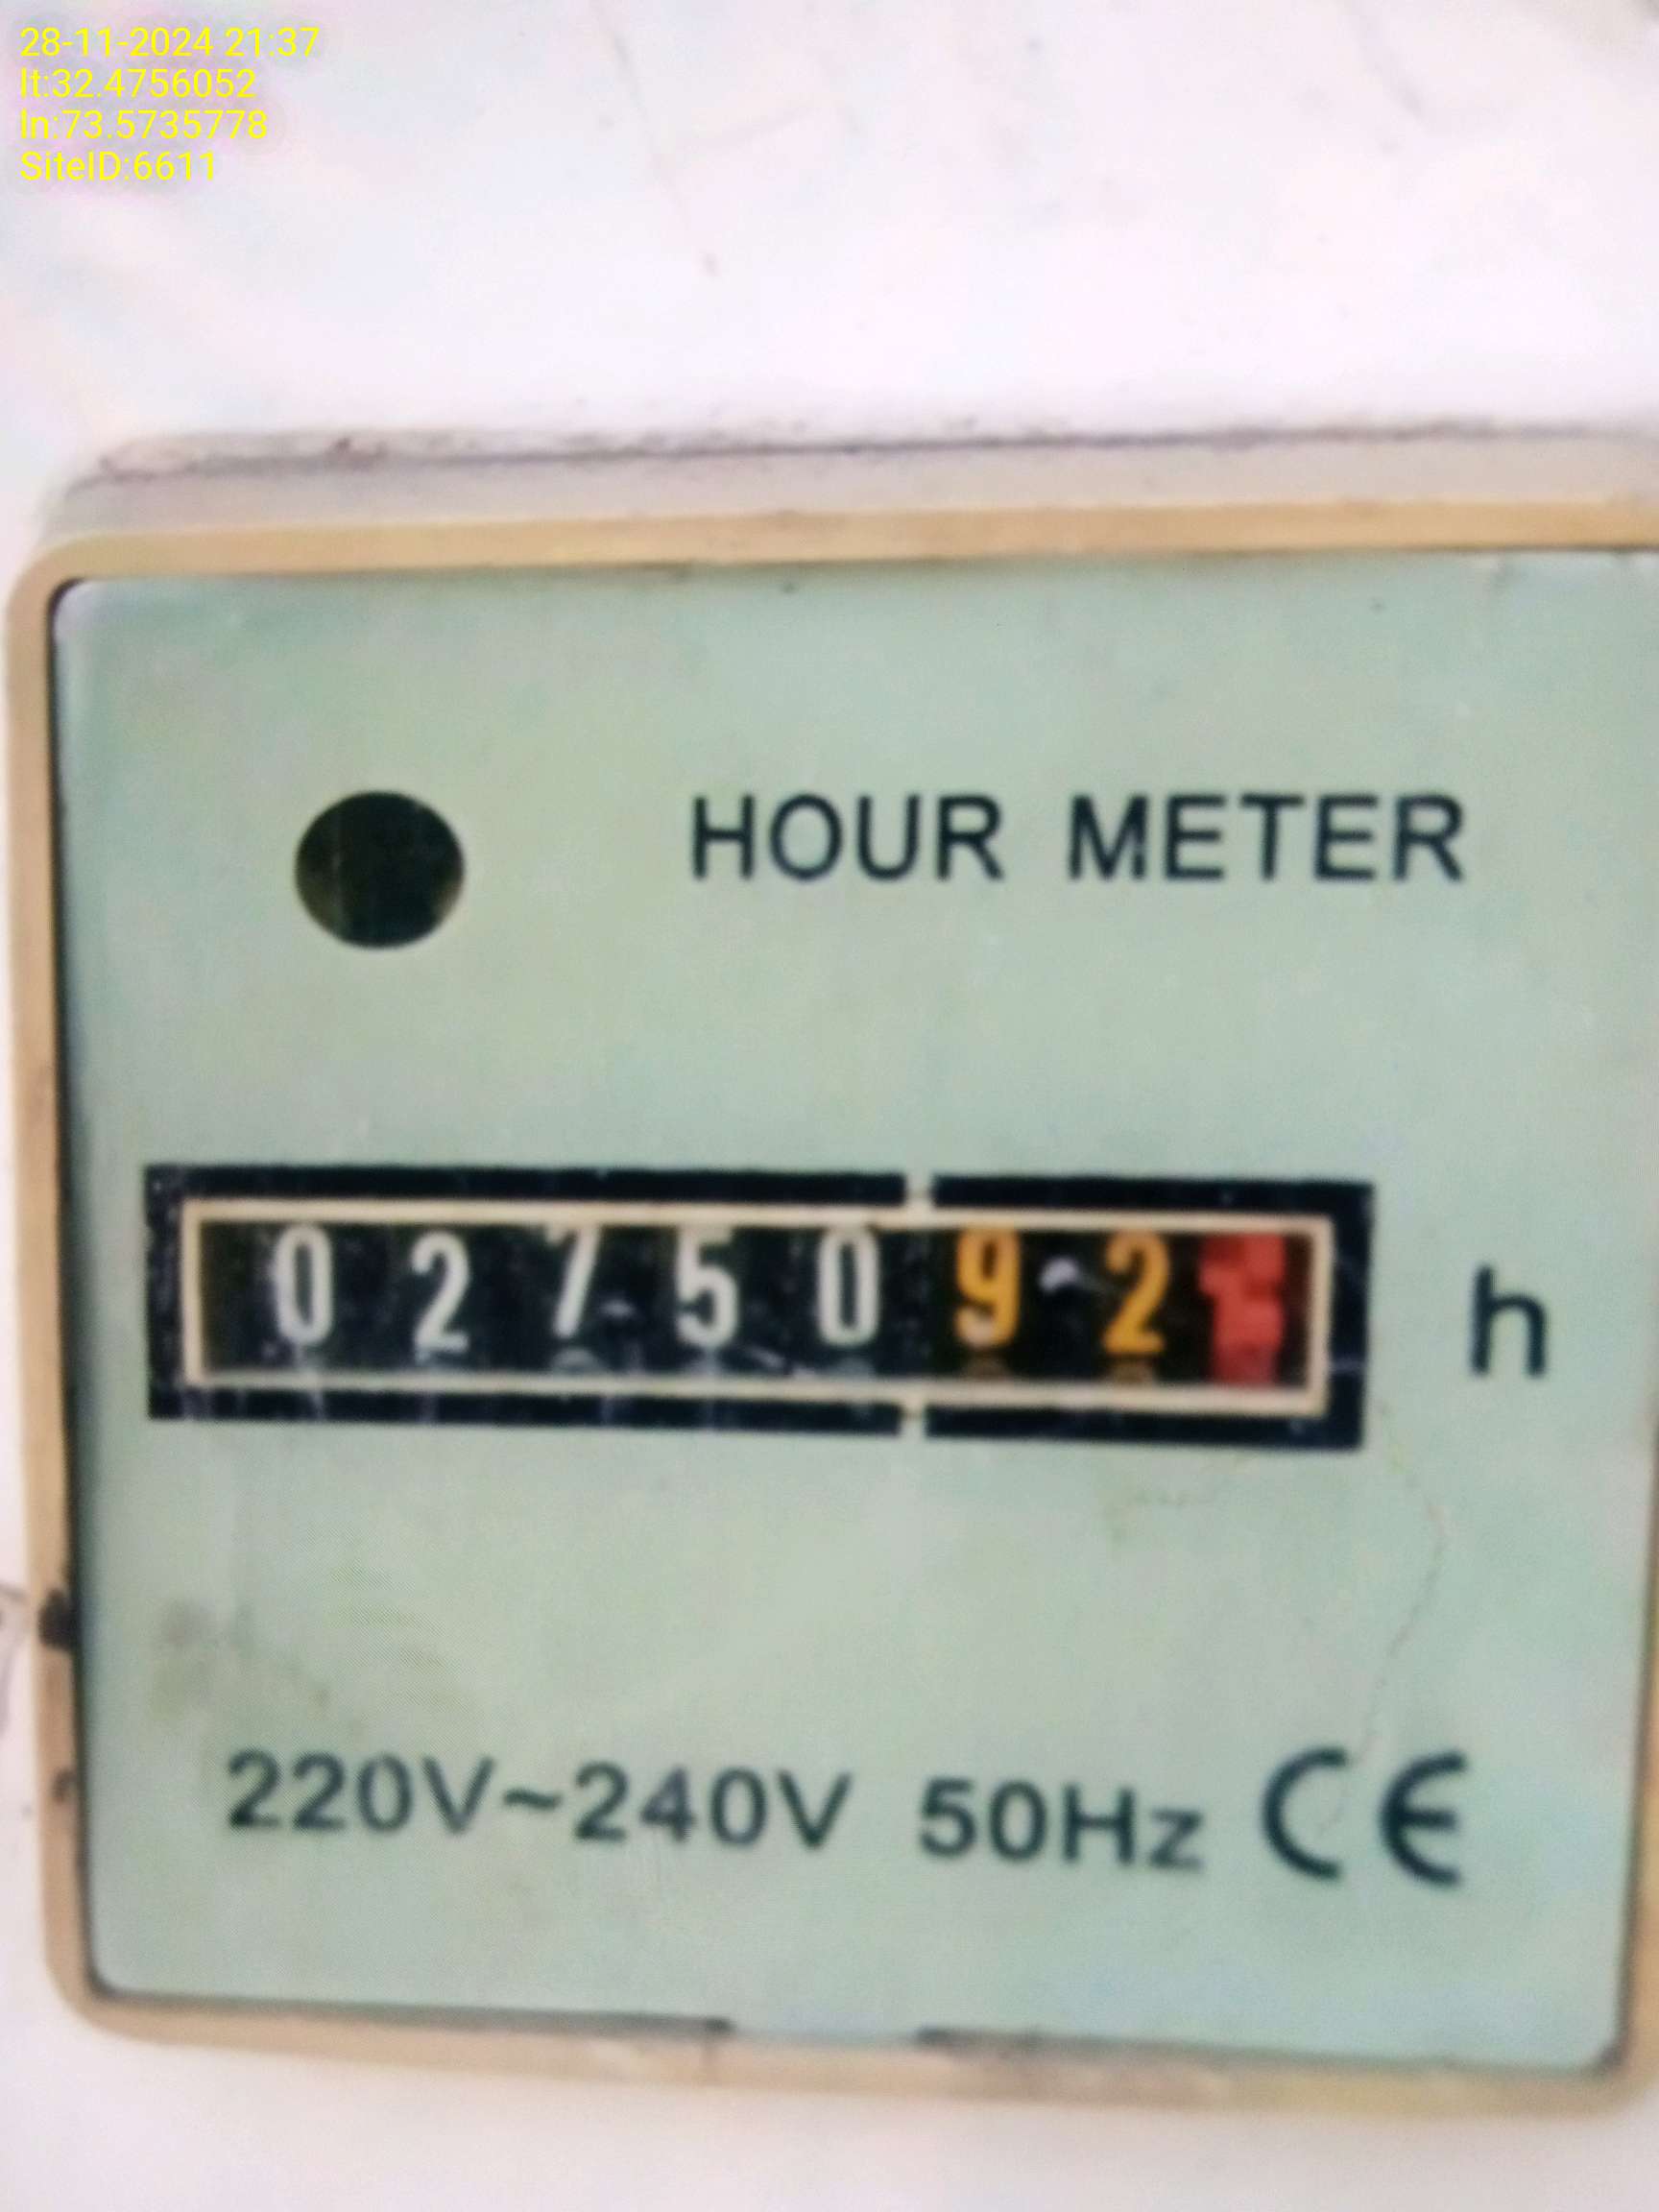 28-11-2024 21:37
lt:32.4756052
ln:73.5735778
SiteID:6611
HOUR METER
0275092 h
220V~240V 50Hz CE